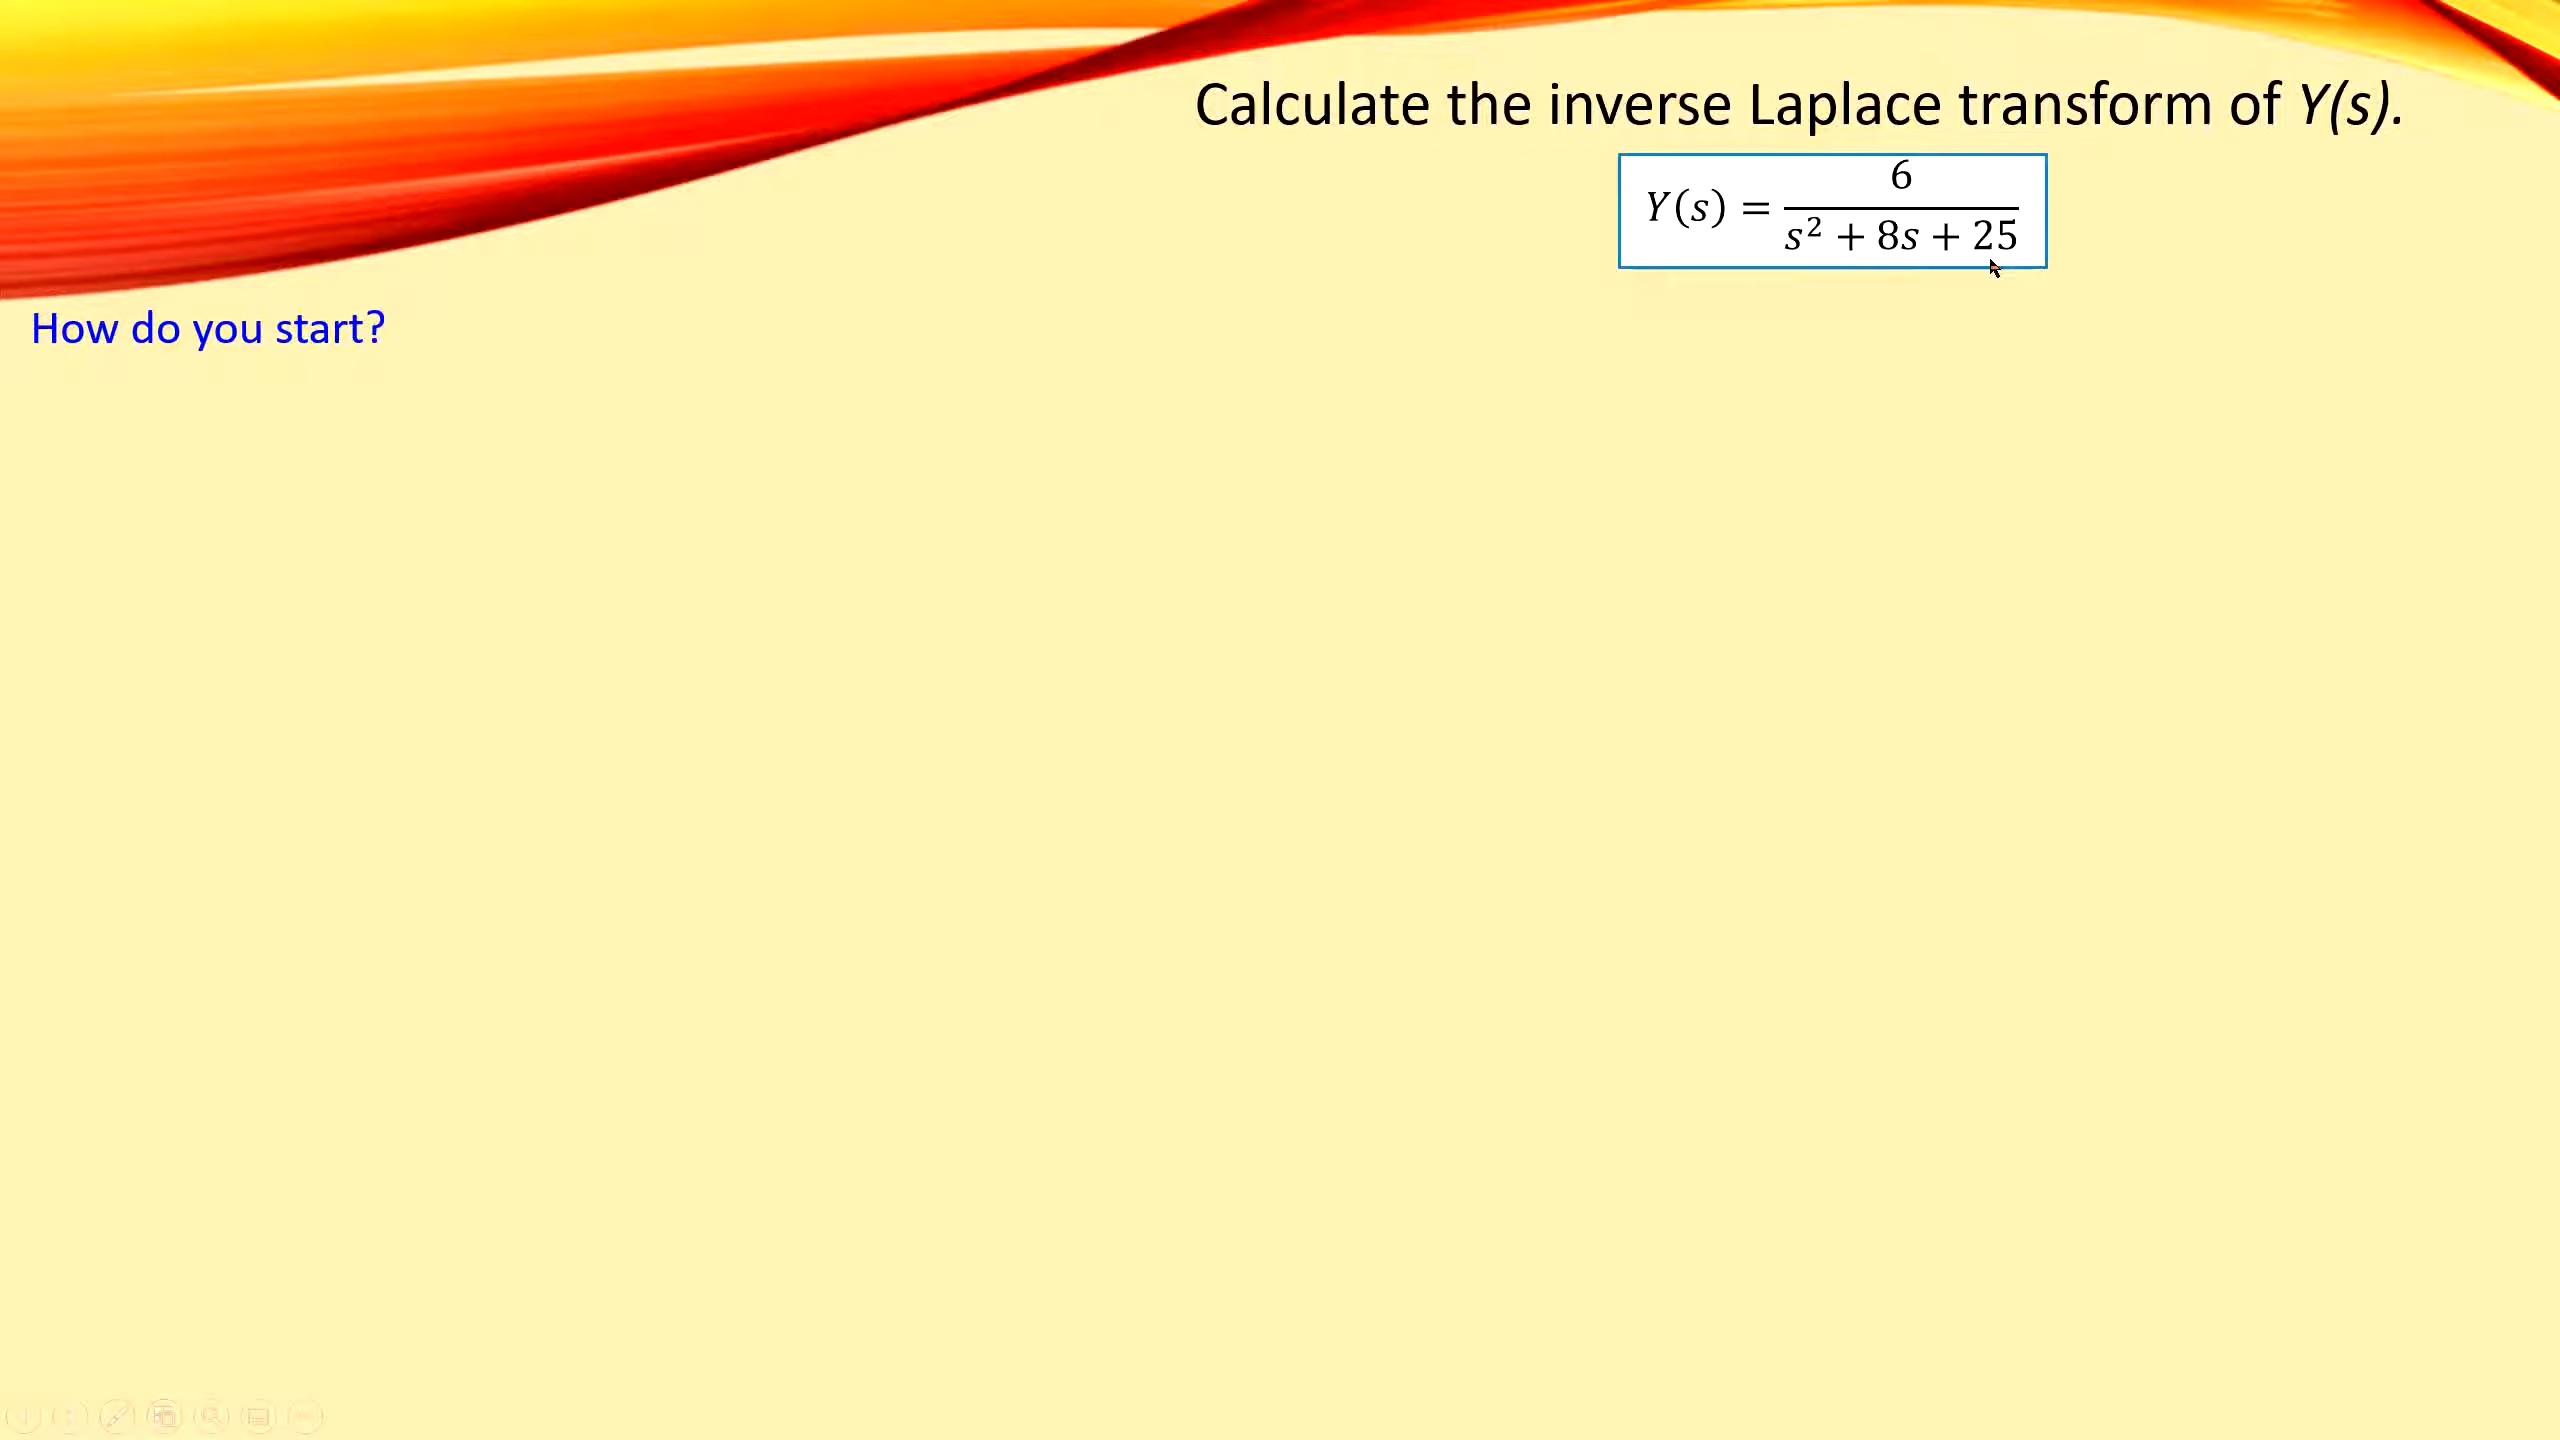 Calculate the inverse Laplace transform of Y(s).
Y(s) = 6 / (s² + 8s + 25)
How do you start?